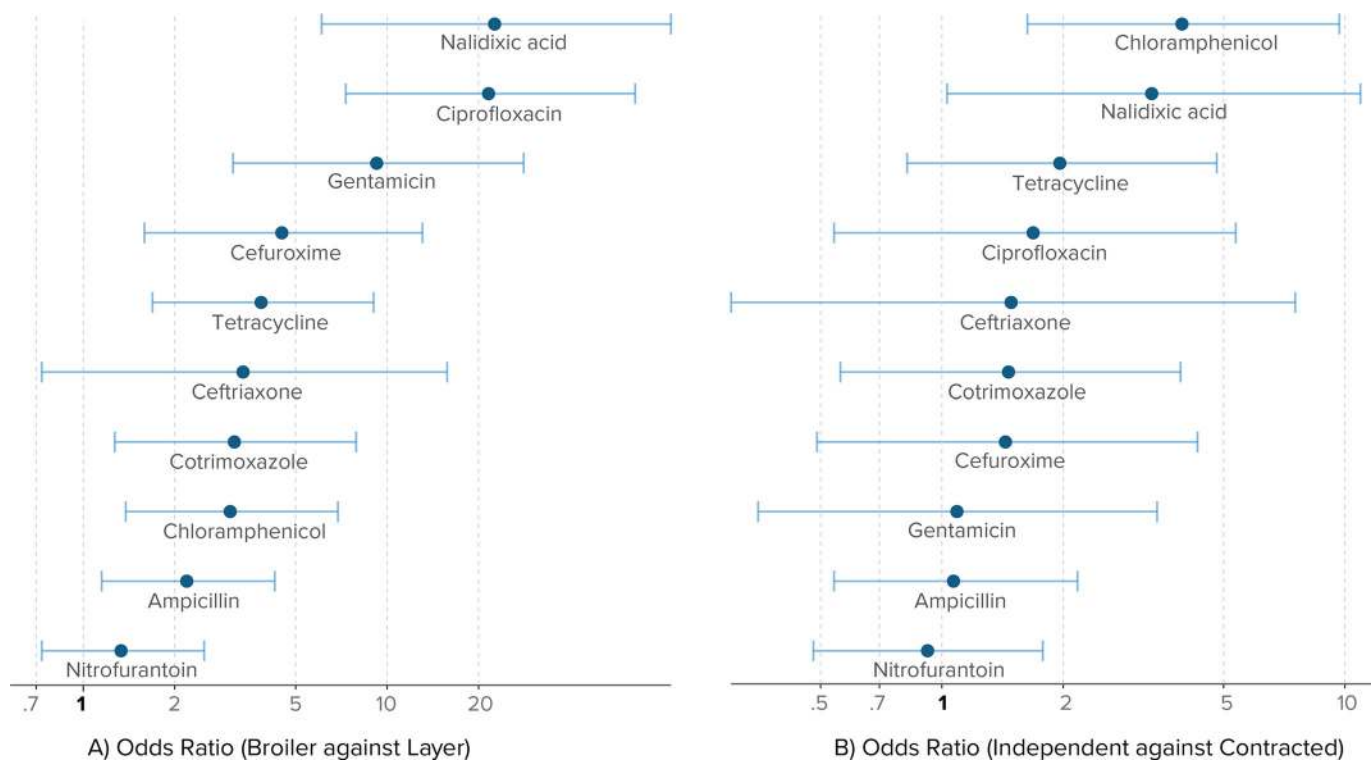 Nalidixic acid
Ciprofloxacin
Gentamicin
Cefuroxime
Tetracycline
Ceftriaxone
Cotrimoxazole
Chloramphenicol
Ampicillin
Nitrofurantoin
.7 1 2 5 10 20
A) Odds Ratio (Broiler against Layer)
Chloramphenicol
Nalidixic acid
Tetracycline
Ciprofloxacin
Ceftriaxone
Cotrimoxazole
Cefuroxime
Gentamicin
Ampicillin
Nitrofurantoin
.5 .7 1 2 5 10
B) Odds Ratio (Independent against Contracted)